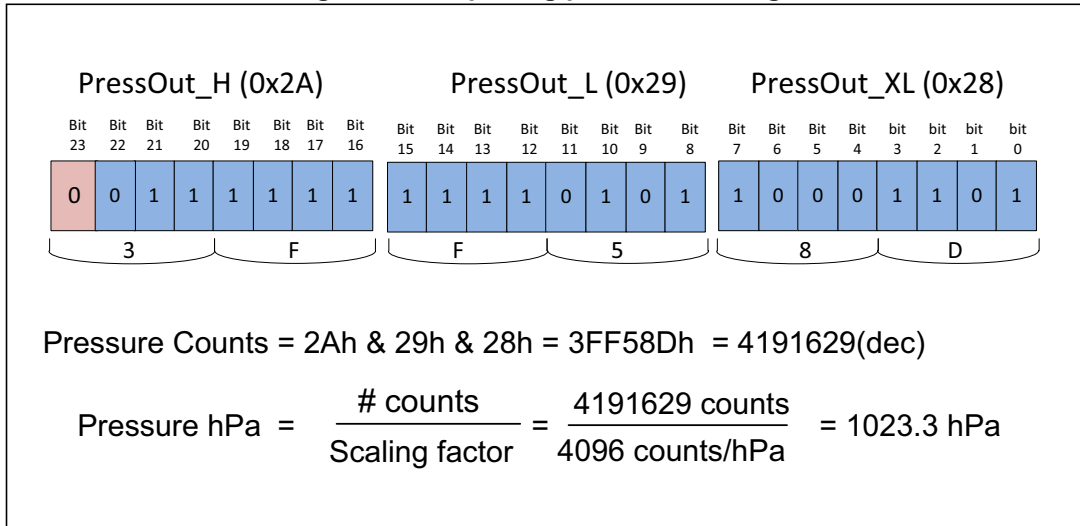 PressOut_H (0x2A) PressOut_L (0x29) PressOut_XL (0x28)
Bit 23 Bit 22 Bit 21 Bit 20 Bit 19 Bit 18 Bit 17 Bit 16 Bit 15 Bit 14 Bit 13 Bit 12 Bit 11 Bit 10 Bit 9 Bit 8 Bit 7 Bit 6 Bit 5 Bit 4 bit 3 bit 2 bit 1 bit 0
0 0 1 1 1 1 1 1 1 1 1 1 0 1 0 1 1 0 0 0 1 1 0 1
3 F F 5 8 D
Pressure Counts = 2Ah & 29h & 28h = 3FF58Dh = 4191629(dec)
# counts 4191629 counts
Pressure hPa = = = 1023.3 hPa
Scaling factor 4096 counts/hPa